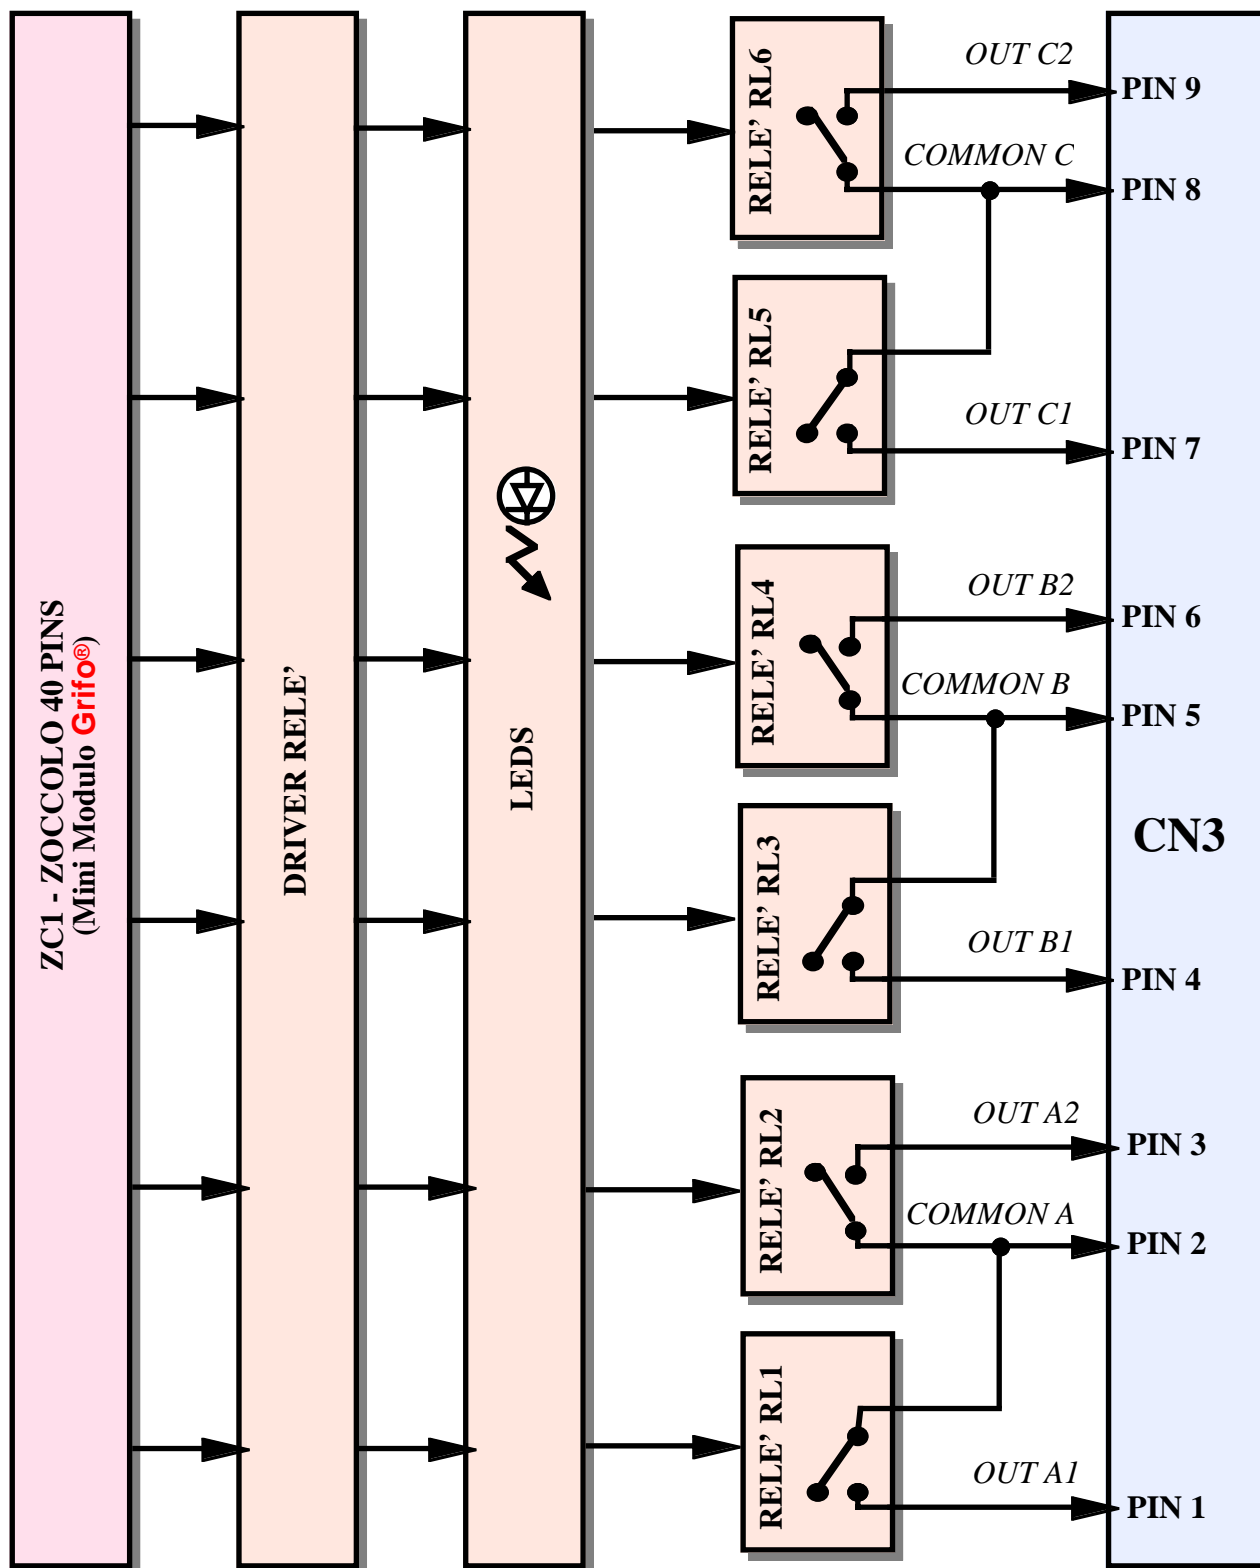 ZC1 - ZOCCOLO 40 PINS
(Mini Modulo Grifo®)
DRIVER RELE’
LEDS
RELE’ RL6
OUT C2
PIN 9
COMMON C
PIN 8
RELE’ RL5
OUT C1
PIN 7
RELE’ RL4
OUT B2
PIN 6
COMMON B
PIN 5
CN3
RELE’ RL3
OUT B1
PIN 4
RELE’ RL2
OUT A2
PIN 3
COMMON A
PIN 2
RELE’ RL1
OUT A1
PIN 1